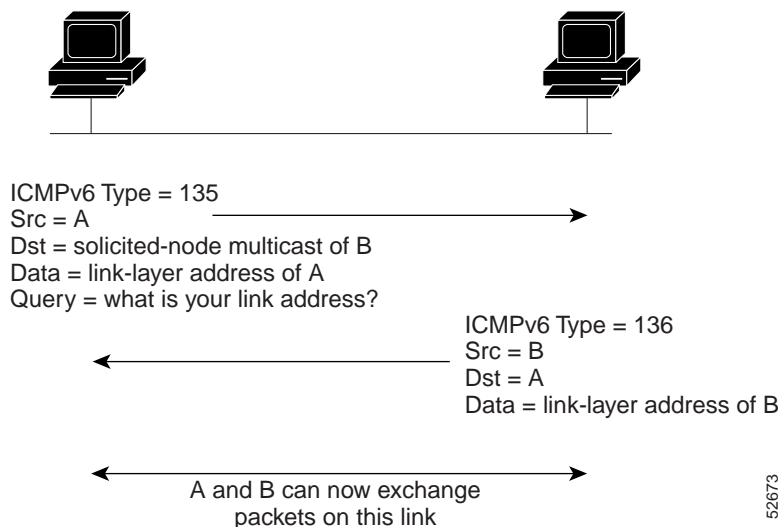 ICMPv6 Type = 135
Src = A
Dst = solicited-node multicast of B
Data = link-layer address of A
Query = what is your link address?
ICMPv6 Type = 136
Src = B
Dst = A
Data = link-layer address of B
A and B can now exchange
packets on this link
52673